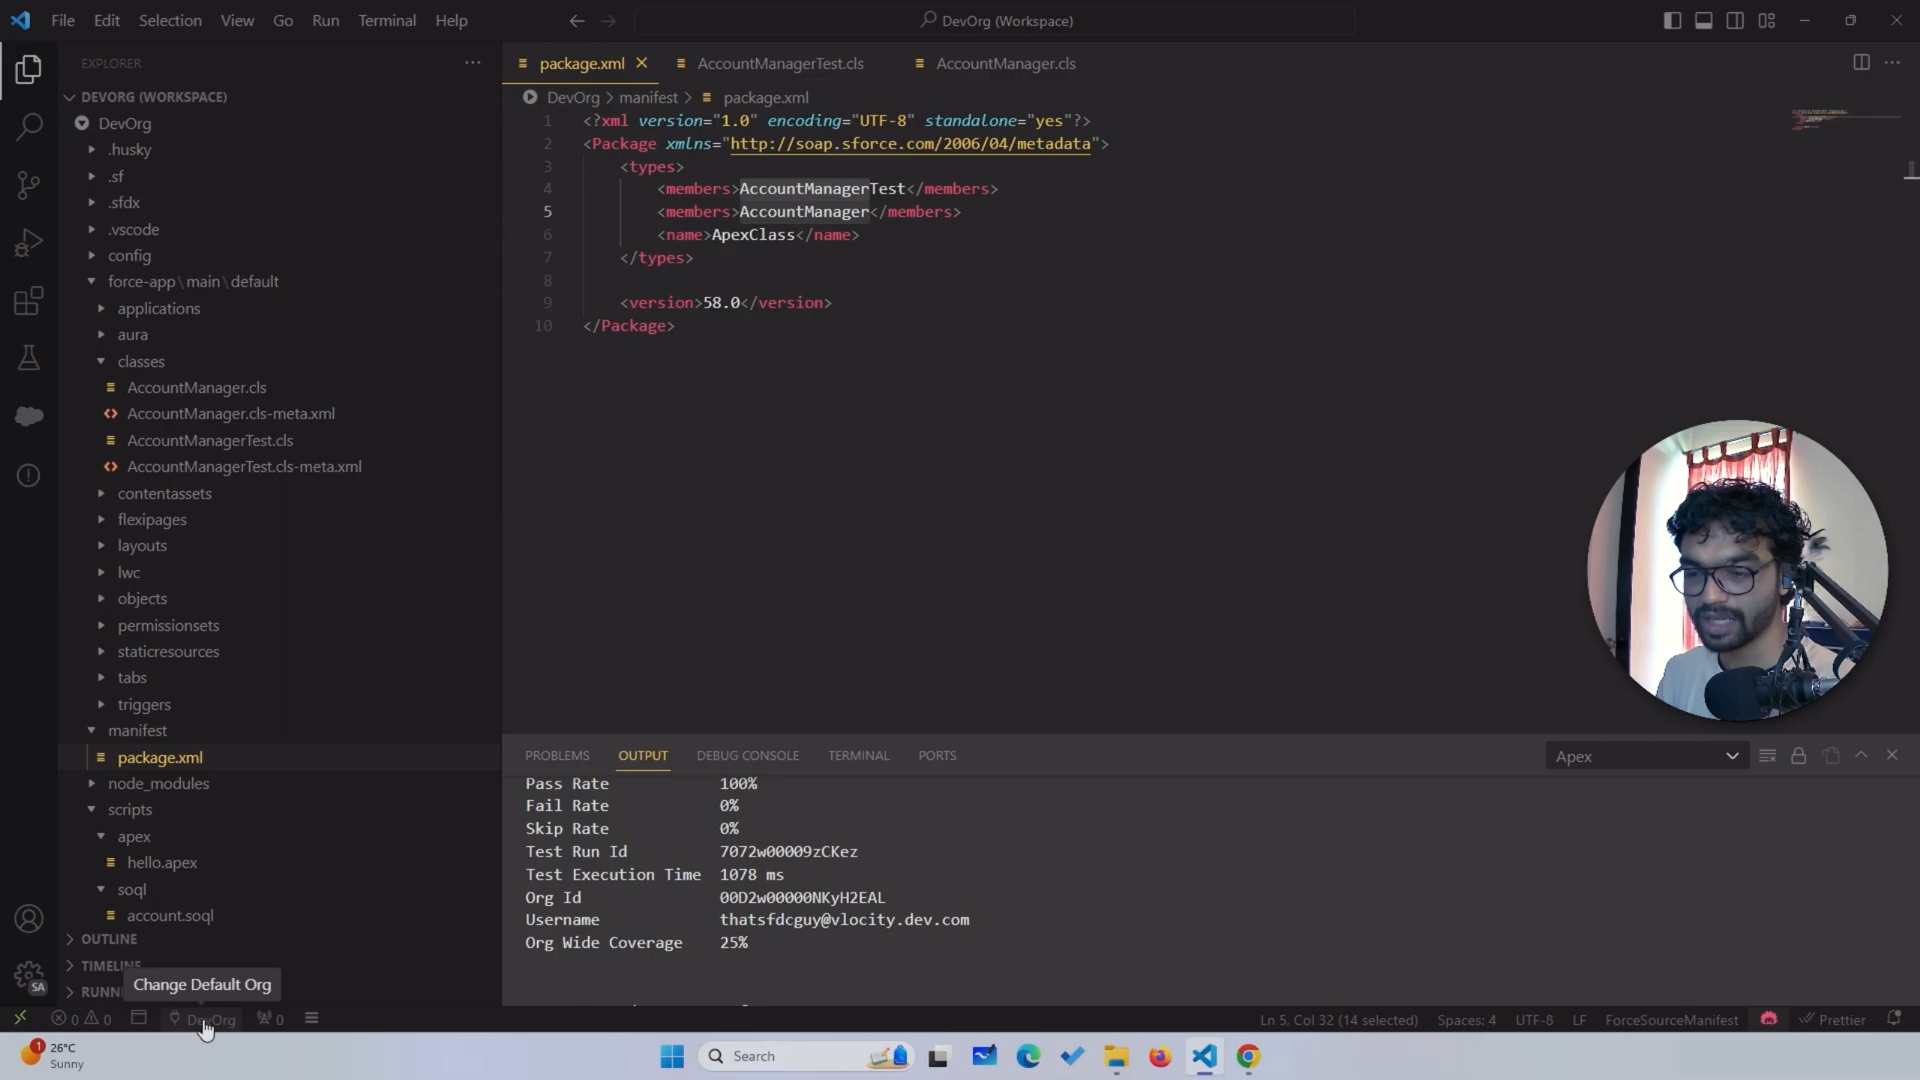 File Edit Selection View Go Run Terminal Help
DevOrg (Workspace)
EXPLORER
DEVORG (WORKSPACE)
DevOrg
.husky
.sf
.sfdx
.vscode
config
force-app\main\default
applications
aura
classes
AccountManager.cls
AccountManager.cls-meta.xml
AccountManagerTest.cls
AccountManagerTest.cls-meta.xml
contentassets
flexipages
layouts
lwc
objects
permissionsets
staticresources
tabs
triggers
manifest
package.xml
node_modules
scripts
apex
hello.apex
soql
account.soql
OUTLINE
TIMELINE
RUNN
Change Default Org
package.xml
AccountManagerTest.cls
AccountManager.cls
DevOrg > manifest > package.xml
1 <?xml version="1.0" encoding="UTF-8" standalone="yes"?>
2 <Package xmlns="http://soap.sforce.com/2006/04/metadata">
3 <types>
4 <members>AccountManagerTest</members>
5 <members>AccountManager</members>
6 <name>ApexClass</name>
7 </types>
8
9 <version>58.0</version>
10 </Package>
PROBLEMS OUTPUT DEBUG CONSOLE TERMINAL PORTS
Apex
Pass Rate 100%
Fail Rate 0%
Skip Rate 0%
Test Run Id 7072w00009zCKez
Test Execution Time 1078 ms
Org Id 00D2w00000NKyH2EAL
Username thatsfdcguy@vlocity.dev.com
Org Wide Coverage 25%
SA
0 0 DevOrg 0
Ln 5, Col 32 (14 selected) Spaces: 4 UTF-8 LF ForceSourceManifest Prettier
1
26°C
Sunny
Search